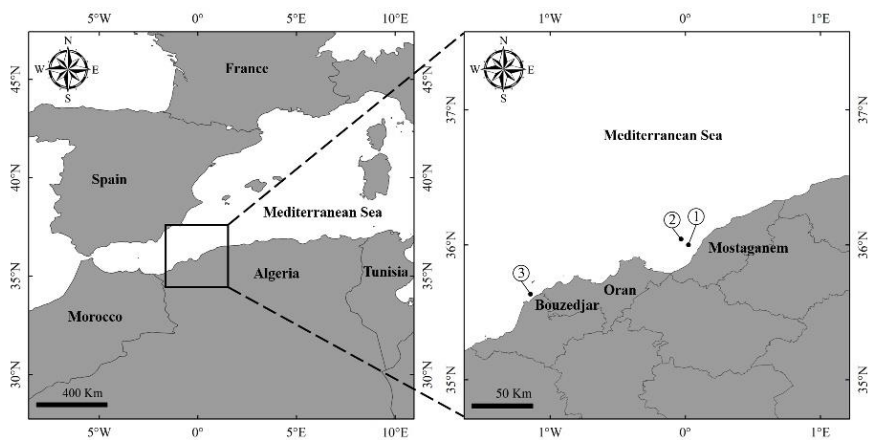 5°W 0° 5°E 10°E
1°W 0° 1°E
N
W E
S
France
45°N
40°N
Spain
Mediterranean Sea
35°N
Algeria
Tunisia
Morocco
30°N
400 Km
45°N
40°N
35°N
30°N
5°W 0° 5°E 10°E
N
W E
S
37°N
Mediterranean Sea
2 1
36°N
Mostaganem
3
Oran
Bouzedjar
35°N
50 Km
37°N
36°N
35°N
1°W 0° 1°E